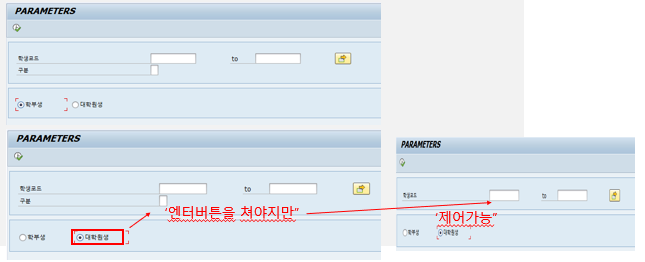 PARAMETERS
학생코드 to
구분
학부생 대학원생
PARAMETERS
학생코드 to
구분
'엔터버튼을 쳐야지만"
학부생 대학원생
PARAMETERS
학생코드 to
'제어가능"
학부생 대학원생